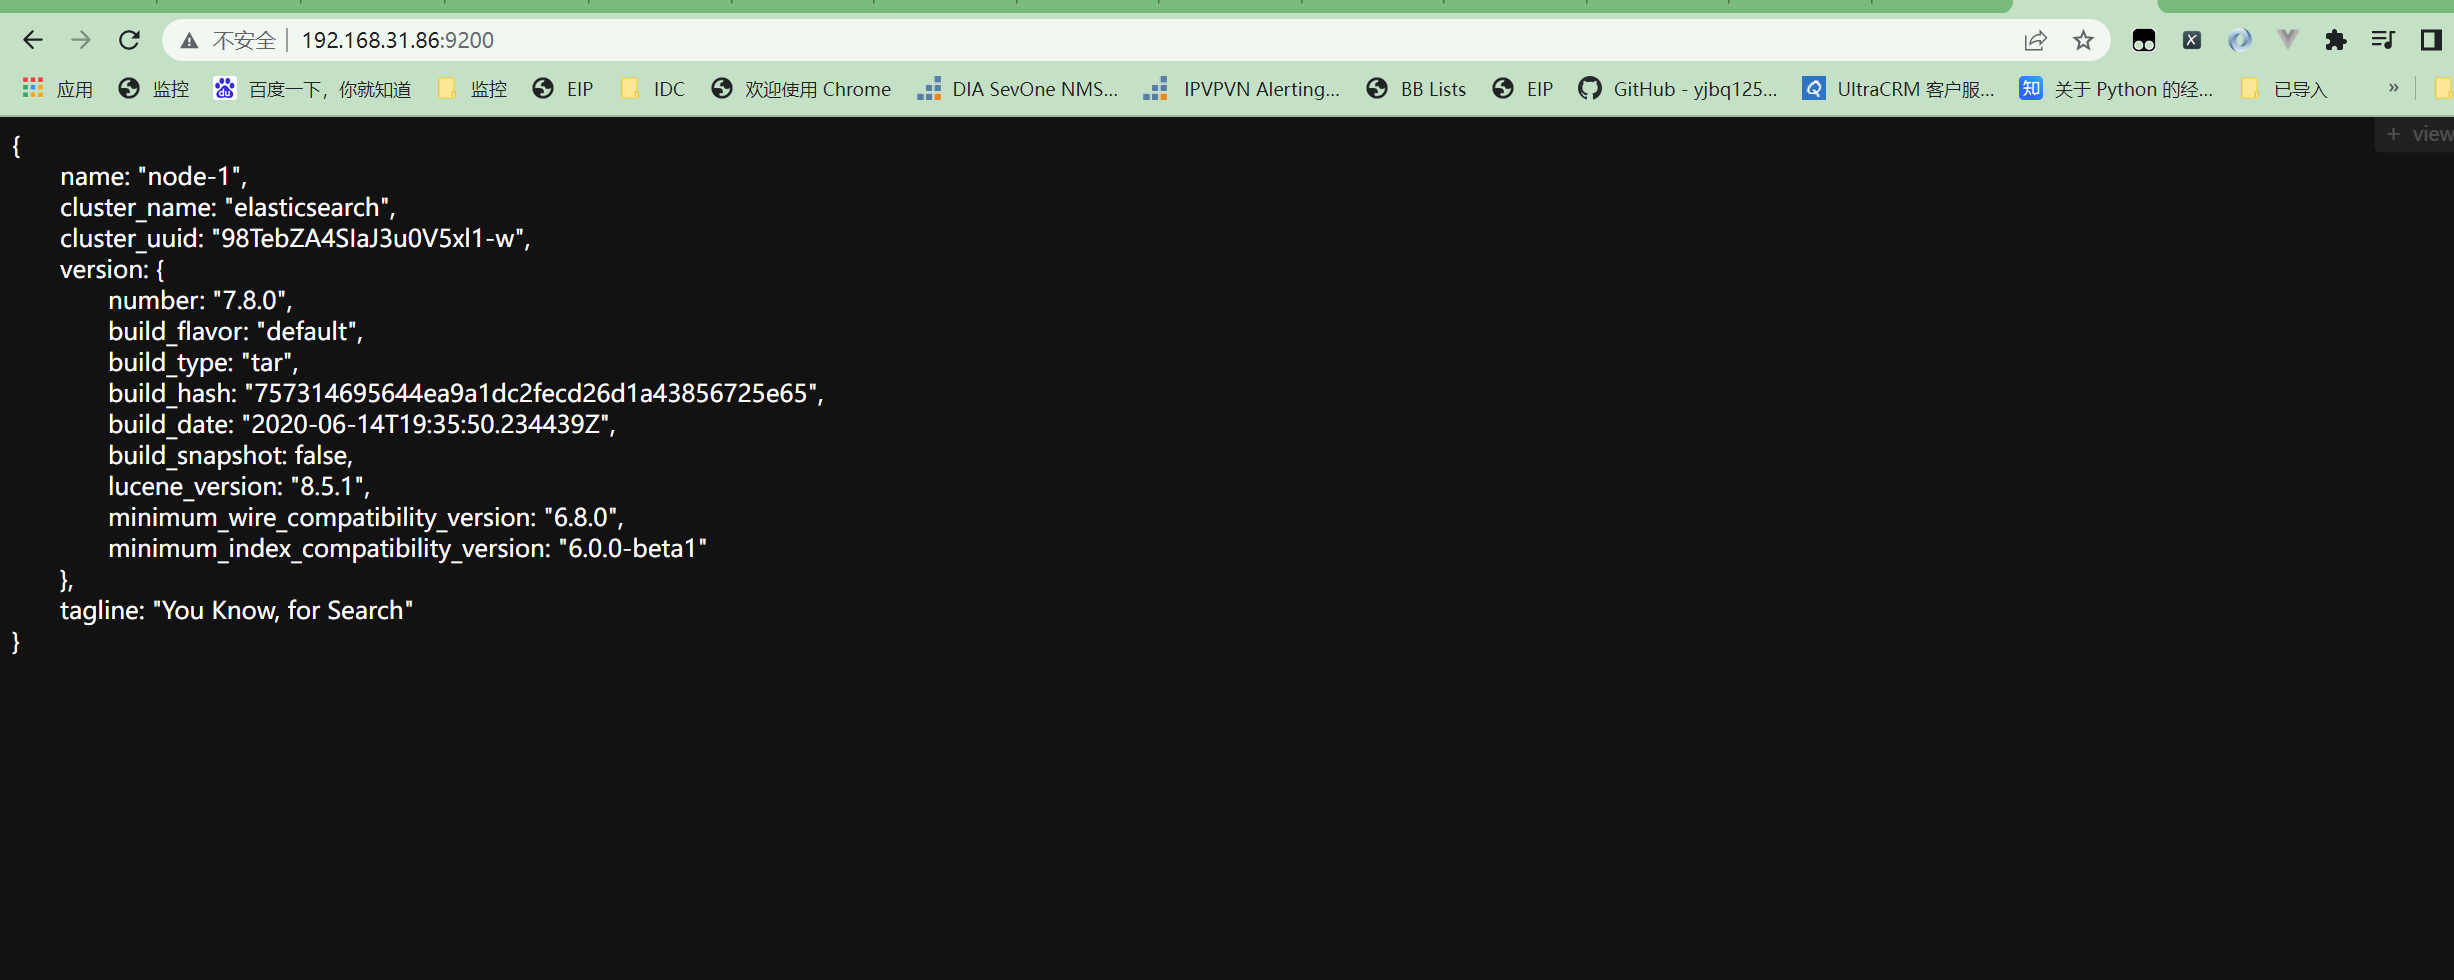 不安全 192.168.31.86:9200
应用 监控 百度一下，你就知道 监控 EIP IDC 欢迎使用 Chrome DIA SevOne NMS... IPVPVN Alerting... BB Lists EIP GitHub - yjbq125... UltraCRM 客户服... 知 关于 Python 的经... 已导入 »
+ view
{
name: "node-1",
cluster_name: "elasticsearch",
cluster_uuid: "98TebZA4SIaJ3u0V5xl1-w",
version: {
number: "7.8.0",
build_flavor: "default",
build_type: "tar",
build_hash: "757314695644ea9a1dc2fecd26d1a43856725e65",
build_date: "2020-06-14T19:35:50.234439Z",
build_snapshot: false,
lucene_version: "8.5.1",
minimum_wire_compatibility_version: "6.8.0",
minimum_index_compatibility_version: "6.0.0-beta1"
},
tagline: "You Know, for Search"
}